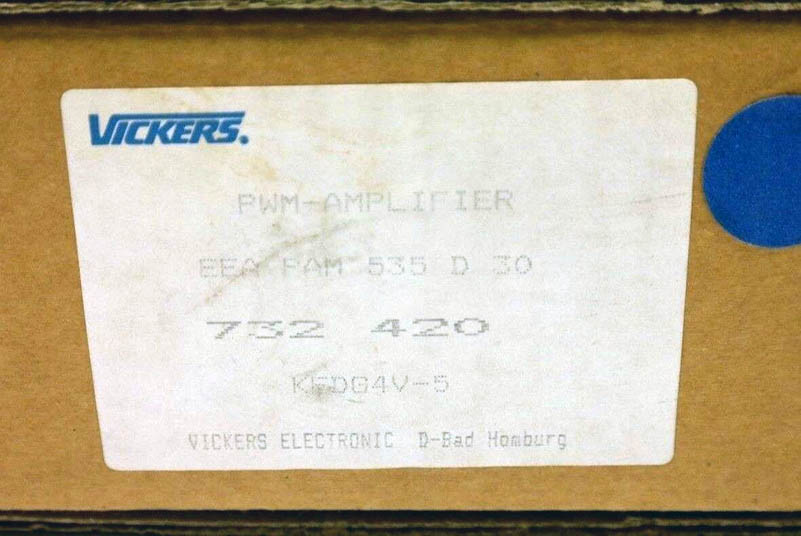 VICKERS.
PWM-AMPLIFIER
EEA PAM 535 D 30
732 420
KFDG4V-5
VICKERS ELECTRONIC D-Bad Homburg